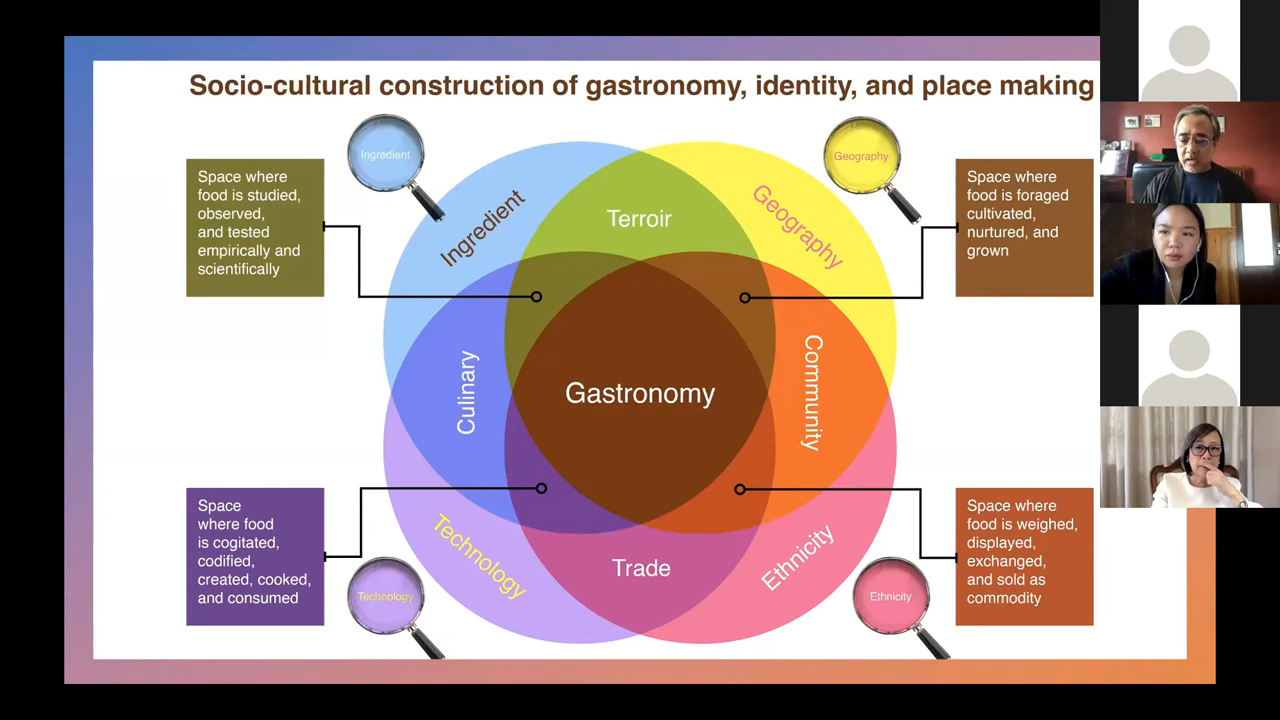 Socio-cultural construction of gastronomy, identity, and place making
Ingredient
Geography
Space where
food is studied,
observed,
and tested
empirically and
scientifically
Ingredient
Terroir
Geography
Space where
food is foraged
cultivated,
nurtured, and
grown
Culinary
Gastronomy
Community
Space
where food
is cogitated,
codified,
created, cooked,
and consumed
Technology
Trade
Ethnicity
Space where
food is weighed,
displayed,
exchanged,
and sold as
commodity
Technology
Ethnicity